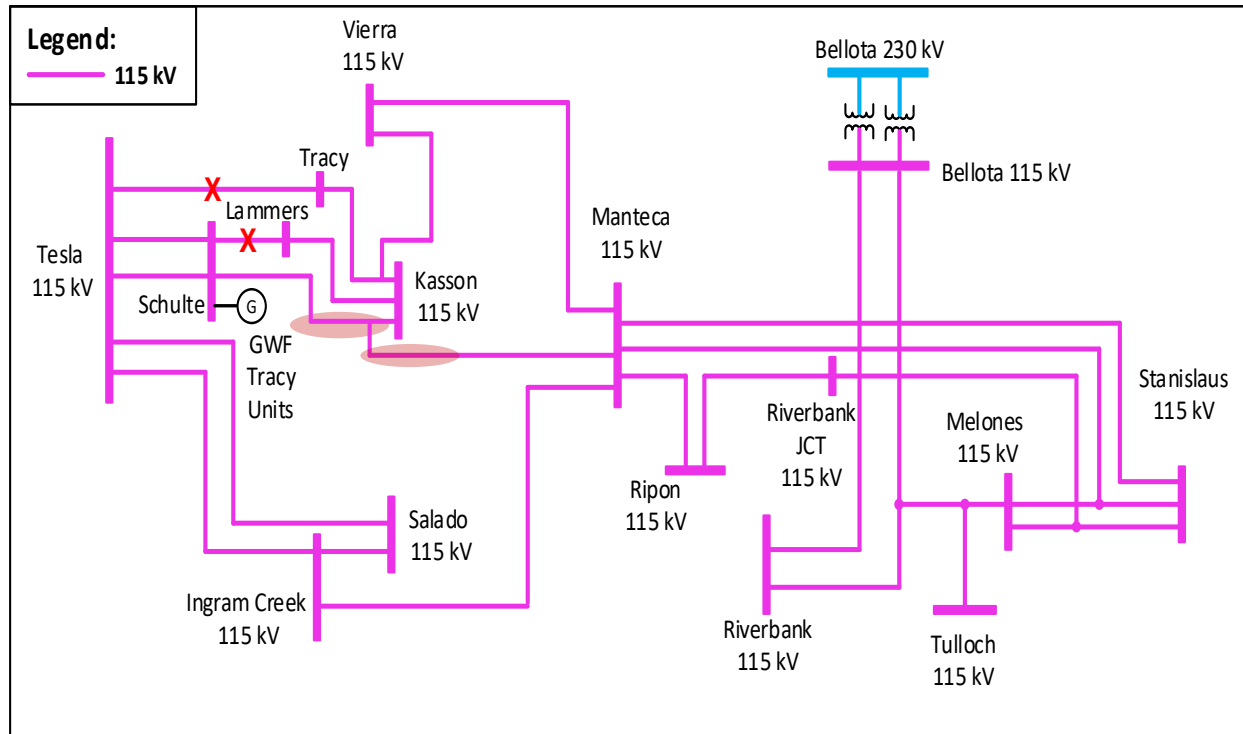 Legend:
115 kV
Vierra
115 kV
Bellota 230 kV
Tracy
X
Bellota 115 kV
Lammers
X
Manteca
115 kV
Tesla
115 kV
Kasson
115 kV
Schulte
G
GWF
Tracy
Units
Stanislaus
115 kV
Riverbank
JCT
115 kV
Melones
115 kV
Ripon
115 kV
Salado
115 kV
Ingram Creek
115 kV
Riverbank
115 kV
Tulloch
115 kV